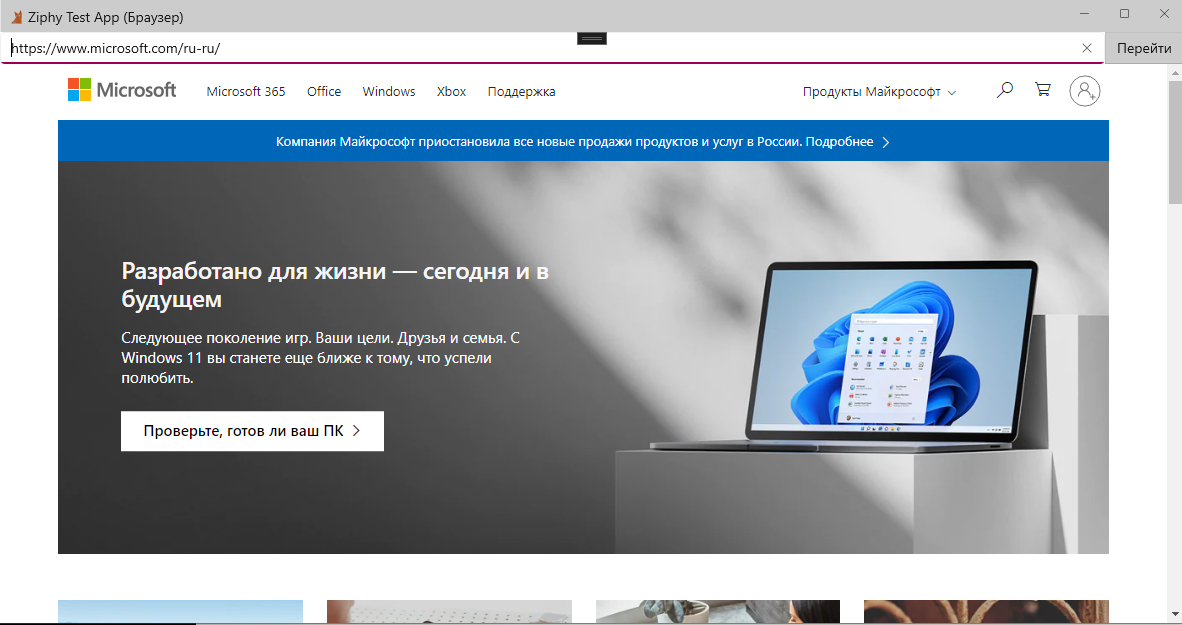 Ziphy Test App (Браузер)
https://www.microsoft.com/ru-ru/
Перейти
Microsoft
Microsoft 365
Office
Windows
Xbox
Поддержка
Продукты Майкрософт
Компания Майкрософт приостановила все новые продажи продуктов и услуг в России. Подробнее
Разработано для жизни — сегодня и в
будущем
Следующее поколение игр. Ваши цели. Друзья и семья. С
Windows 11 вы станете еще ближе к тому, что успели
полюбить.
Проверьте, готов ли ваш ПК